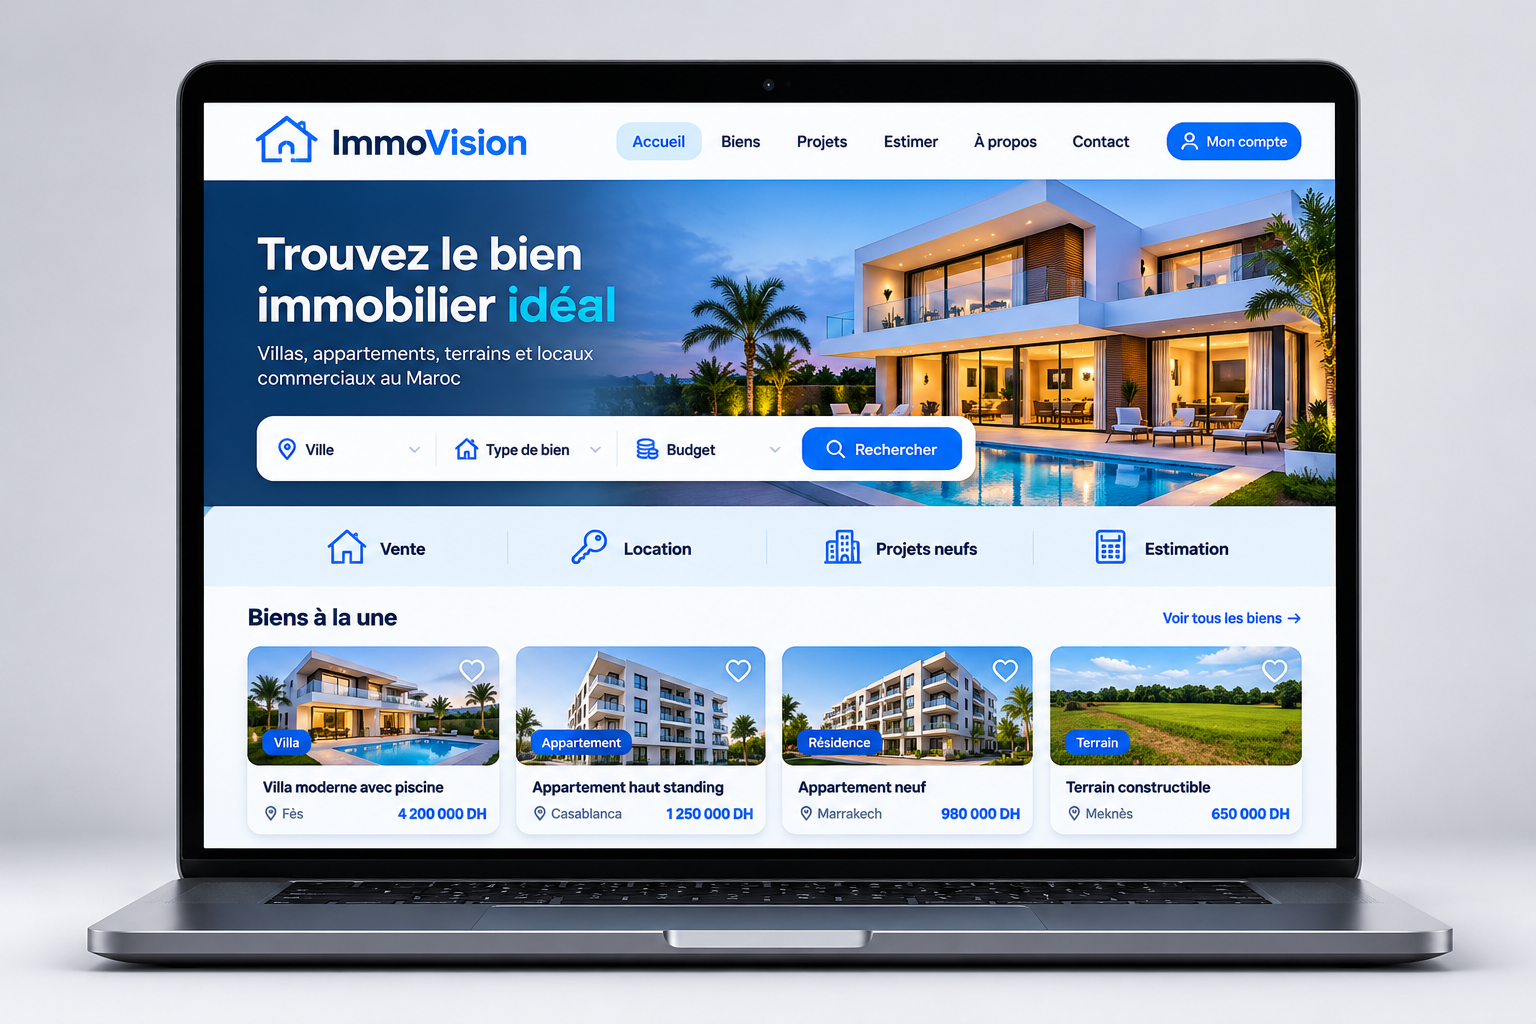 ImmoVision
Accueil Biens Projets Estimer À propos Contact Mon compte
Trouvez le bien
immobilier idéal
Villas, appartements, terrains et locaux
commerciaux au Maroc
Ville Type de bien Budget Rechercher
Vente Location Projets neufs Estimation
Biens à la une
Voir tous les biens →
Villa
Villa moderne avec piscine
Fès 4 200 000 DH
Appartement
Appartement haut standing
Casablanca 1 250 000 DH
Résidence
Appartement neuf
Marrakech 980 000 DH
Terrain
Terrain constructible
Meknès 650 000 DH